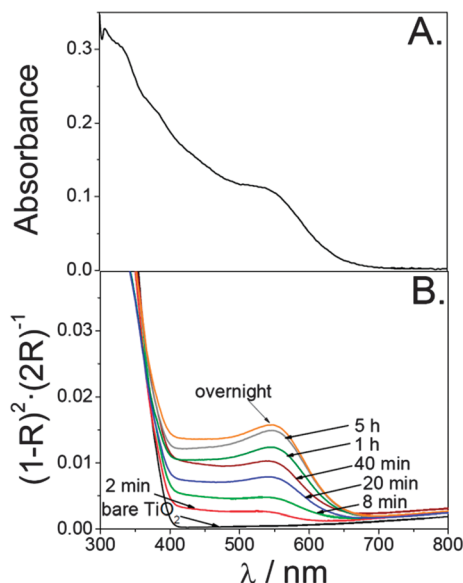 A.
0.3
0.2
0.1
0.0
Absorbance
B.
0.03
0.02
0.01
0.00
(1-R)²·(2R)⁻¹
overnight
5 h
1 h
40 min
20 min
8 min
2 min
bare TiO₂
300 400 500 600 700 800
λ / nm